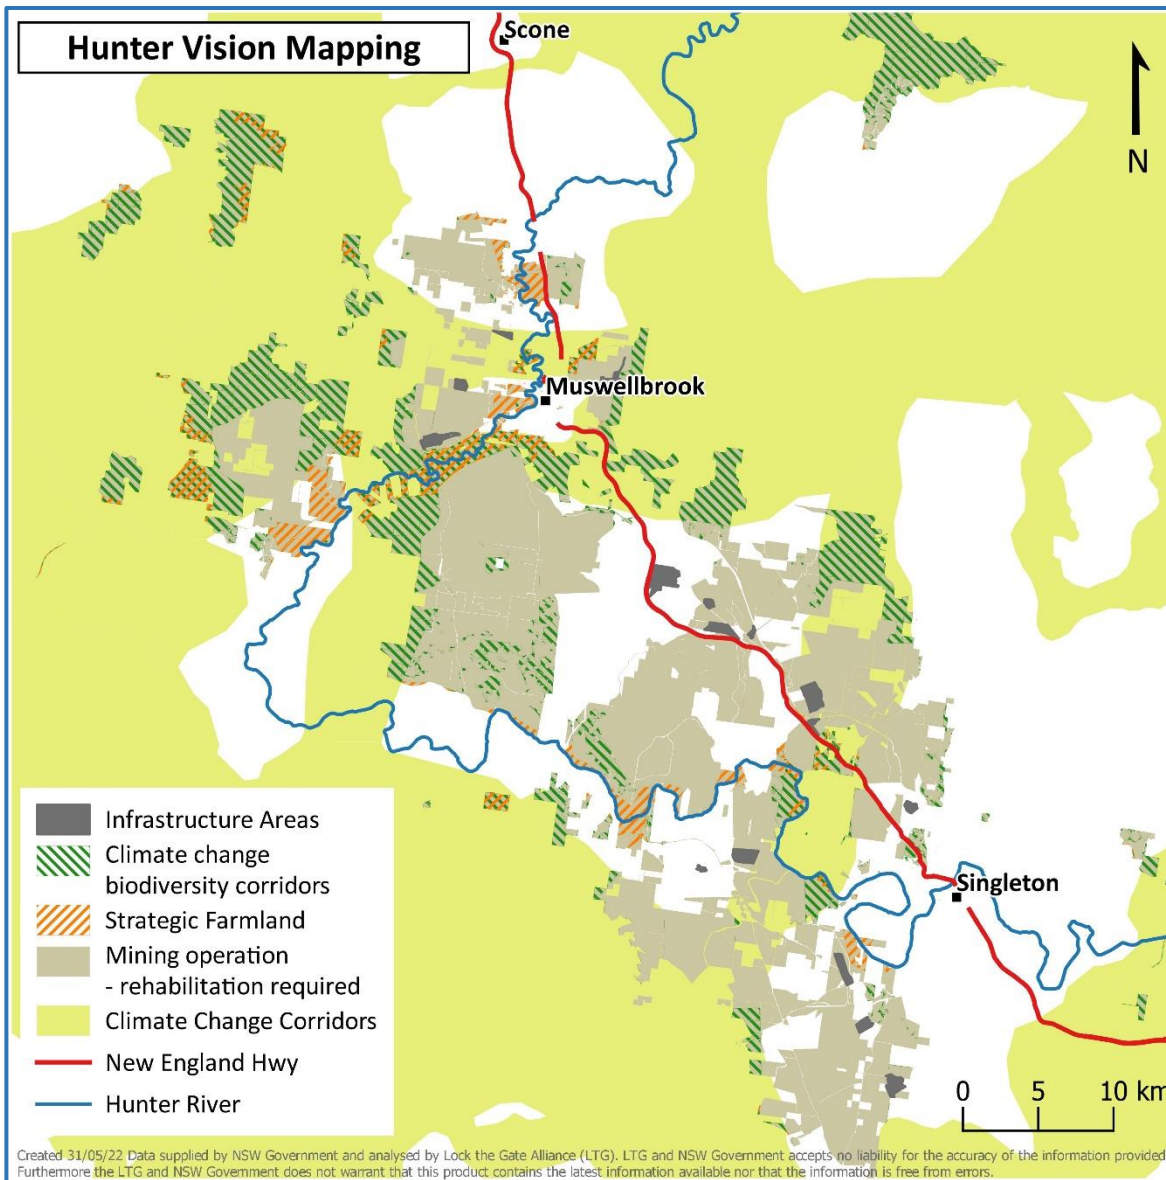 Hunter Vision Mapping
Scone
N
Muswellbrook
Singleton
Infrastructure Areas
Climate change
biodiversity corridors
Strategic Farmland
Mining operation
- rehabilitation required
Climate Change Corridors
New England Hwy
Hunter River
0 5 10 km
Created 31/05/22 Data supplied by NSW Government and analysed by Lock the Gate Alliance (LTG). LTG and NSW Government accepts no liability for the accuracy of the information provided
Furthermore the LTG and NSW Government does not warrant that this product contains the latest information available nor that the information is free from errors.